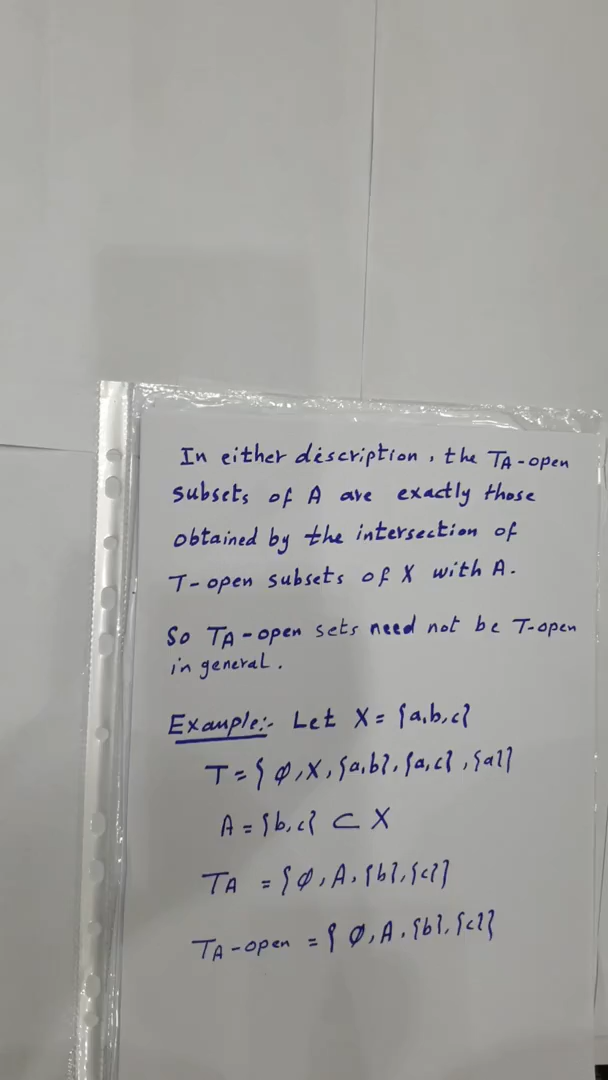 In either description, the TA-open
subsets of A are exactly those
obtained by the intersection of
T-open subsets of X with A.
So TA-open sets need not be T-open
in general.
Example:- Let X = {a,b,c}
T = { ∅, X, {a,b}, {a,c}, {a}}
A = {b,c} ⊂ X
TA = {∅, A, {b}, {c}}
TA-open = { ∅, A, {b}, {c}}